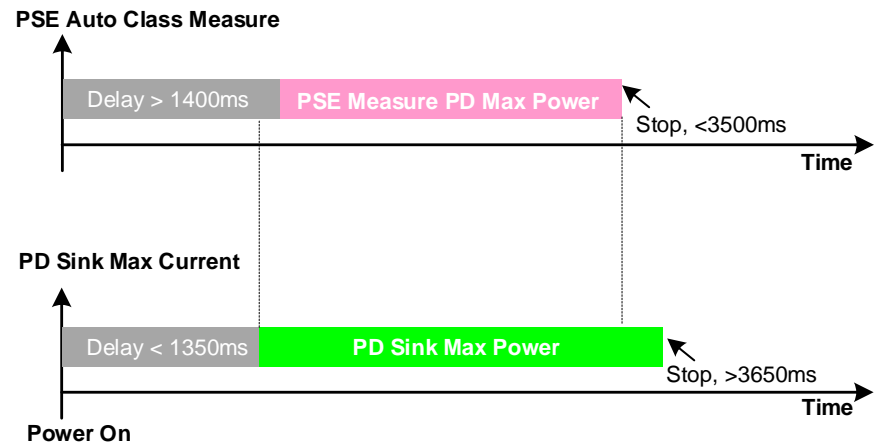 PSE Auto Class Measure
Delay > 1400ms
PSE Measure PD Max Power
Stop, <3500ms
Time
PD Sink Max Current
Delay < 1350ms
PD Sink Max Power
Stop, >3650ms
Time
Power On